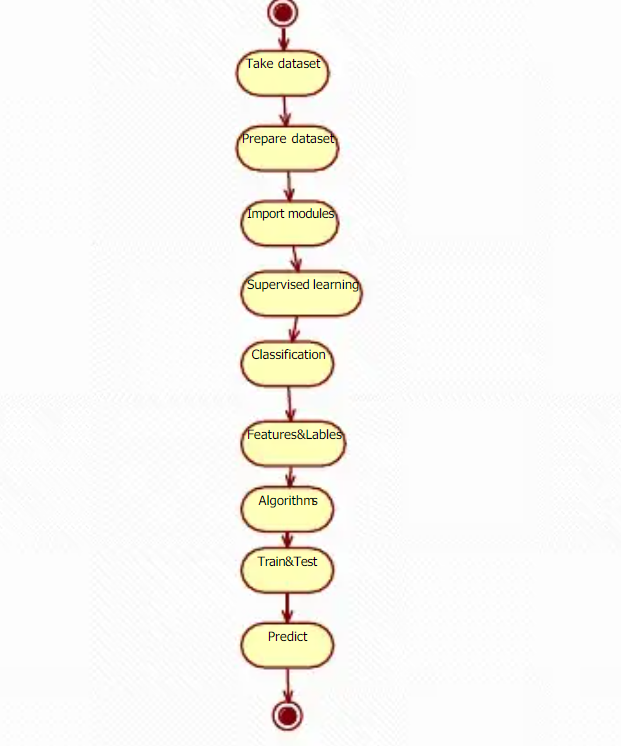 Take dataset
Prepare dataset
Import modules
Supervised learning
Classification
Features&Lables
Algorithms
Train&Test
Predict